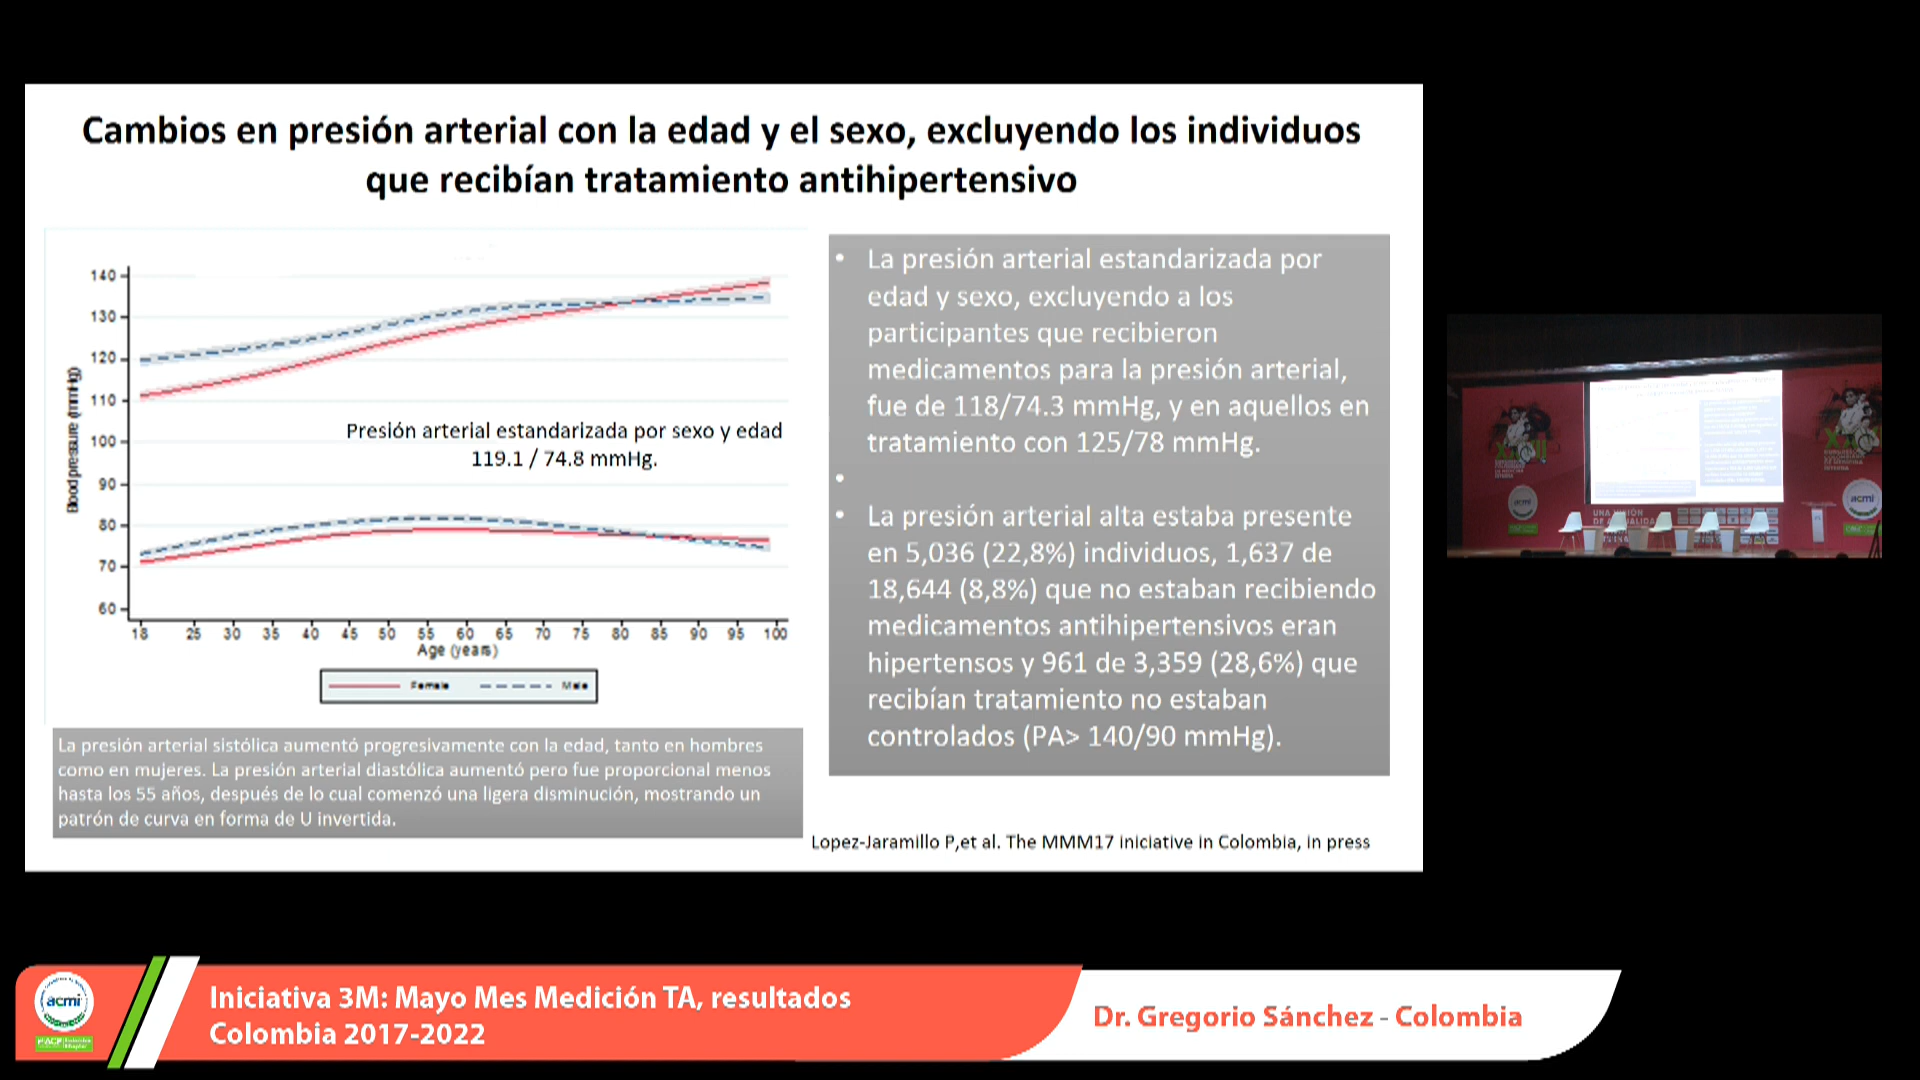 Cambios en presión arterial con la edad y el sexo, excluyendo los individuos
que recibían tratamiento antihipertensivo
140
130
120
110
100
90
80
70
60
Blood pressure (mmHg)
Presión arterial estandarizada por sexo y edad
119.1 / 74.8 mmHg.
18 25 30 35 40 45 50 55 60 65 70 75 80 85 90 95 100
Age (years)
Female Male
La presión arterial sistólica aumentó progresivamente con la edad, tanto en hombres
como en mujeres. La presión arterial diastólica aumentó pero fue proporcional menos
hasta los 55 años, después de lo cual comenzó una ligera disminución, mostrando un
patrón de curva en forma de U invertida.
• La presión arterial estandarizada por
edad y sexo, excluyendo a los
participantes que recibieron
medicamentos para la presión arterial,
fue de 118/74.3 mmHg, y en aquellos en
tratamiento con 125/78 mmHg.
•
• La presión arterial alta estaba presente
en 5,036 (22,8%) individuos, 1,637 de
18,644 (8,8%) que no estaban recibiendo
medicamentos antihipertensivos eran
hipertensos y 961 de 3,359 (28,6%) que
recibían tratamiento no estaban
controlados (PA> 140/90 mmHg).
Lopez-Jaramillo P,et al. The MMM17 iniciative in Colombia, in press
acmi
UNA VISIÓN
acmi
acmi
Iniciativa 3M: Mayo Mes Medición TA, resultados
Colombia 2017-2022
Dr. Gregorio Sánchez - Colombia